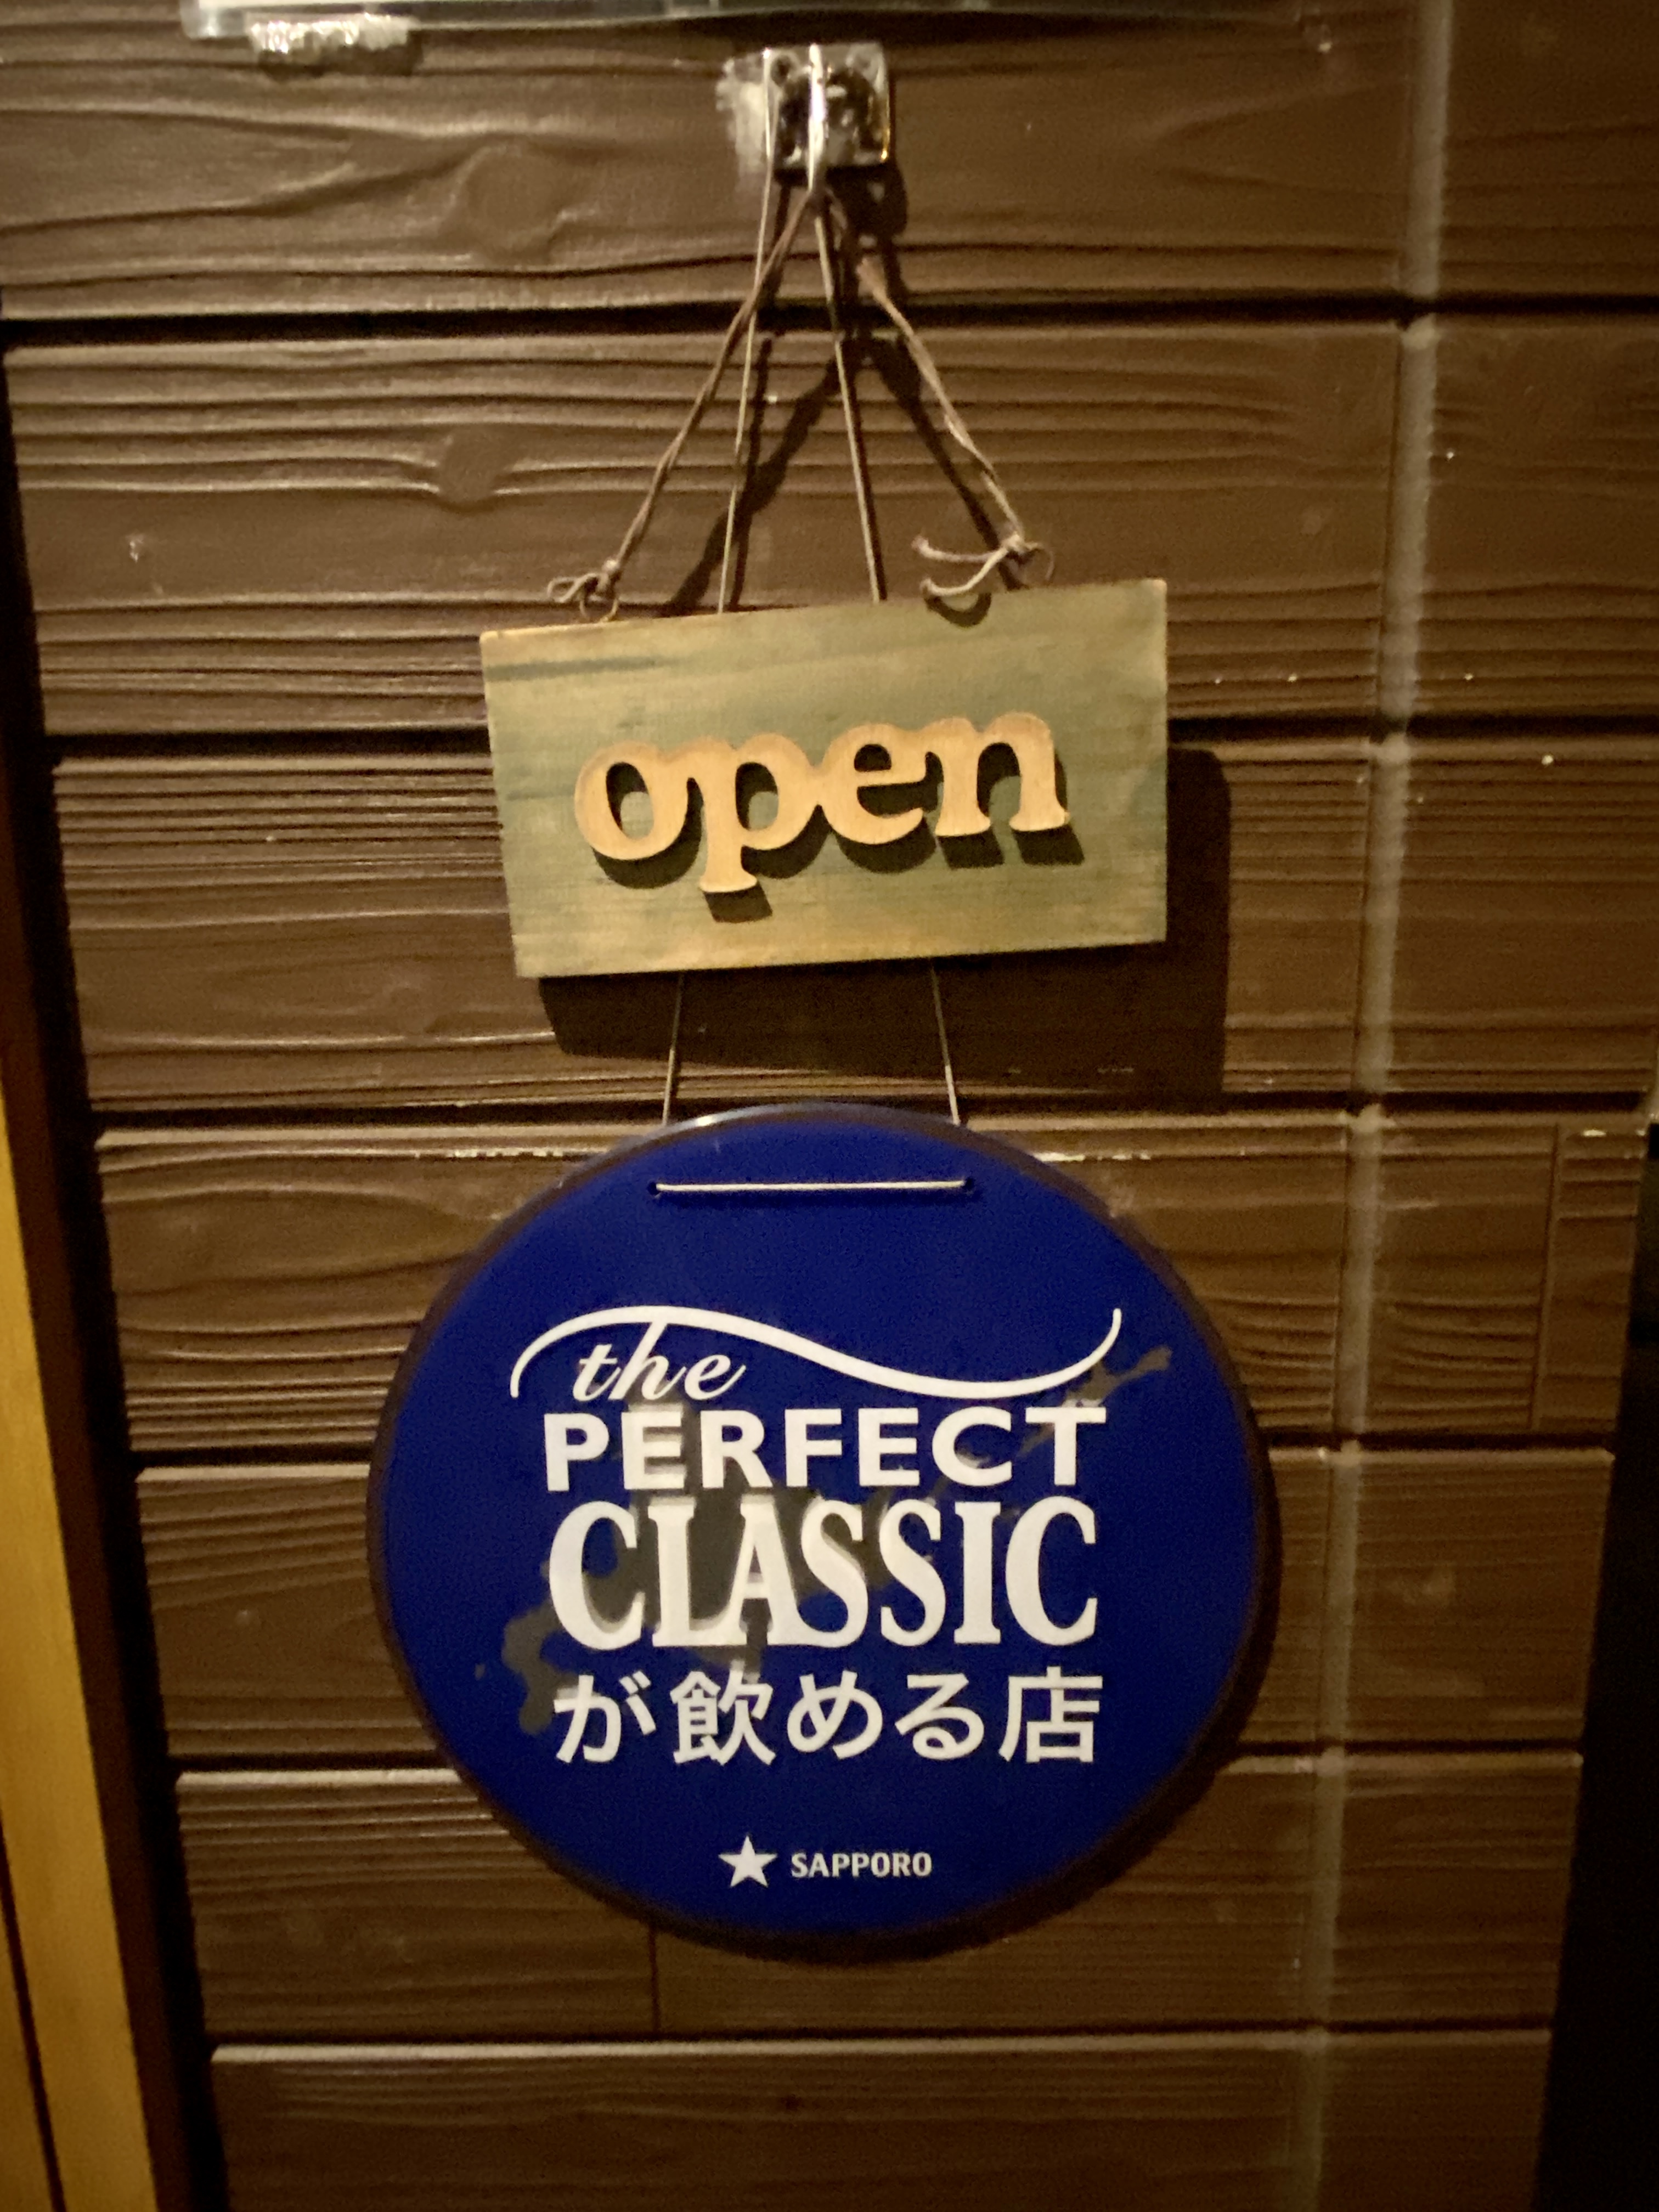 open
the
PERFECT
CLASSIC
が飲める店
SAPPORO